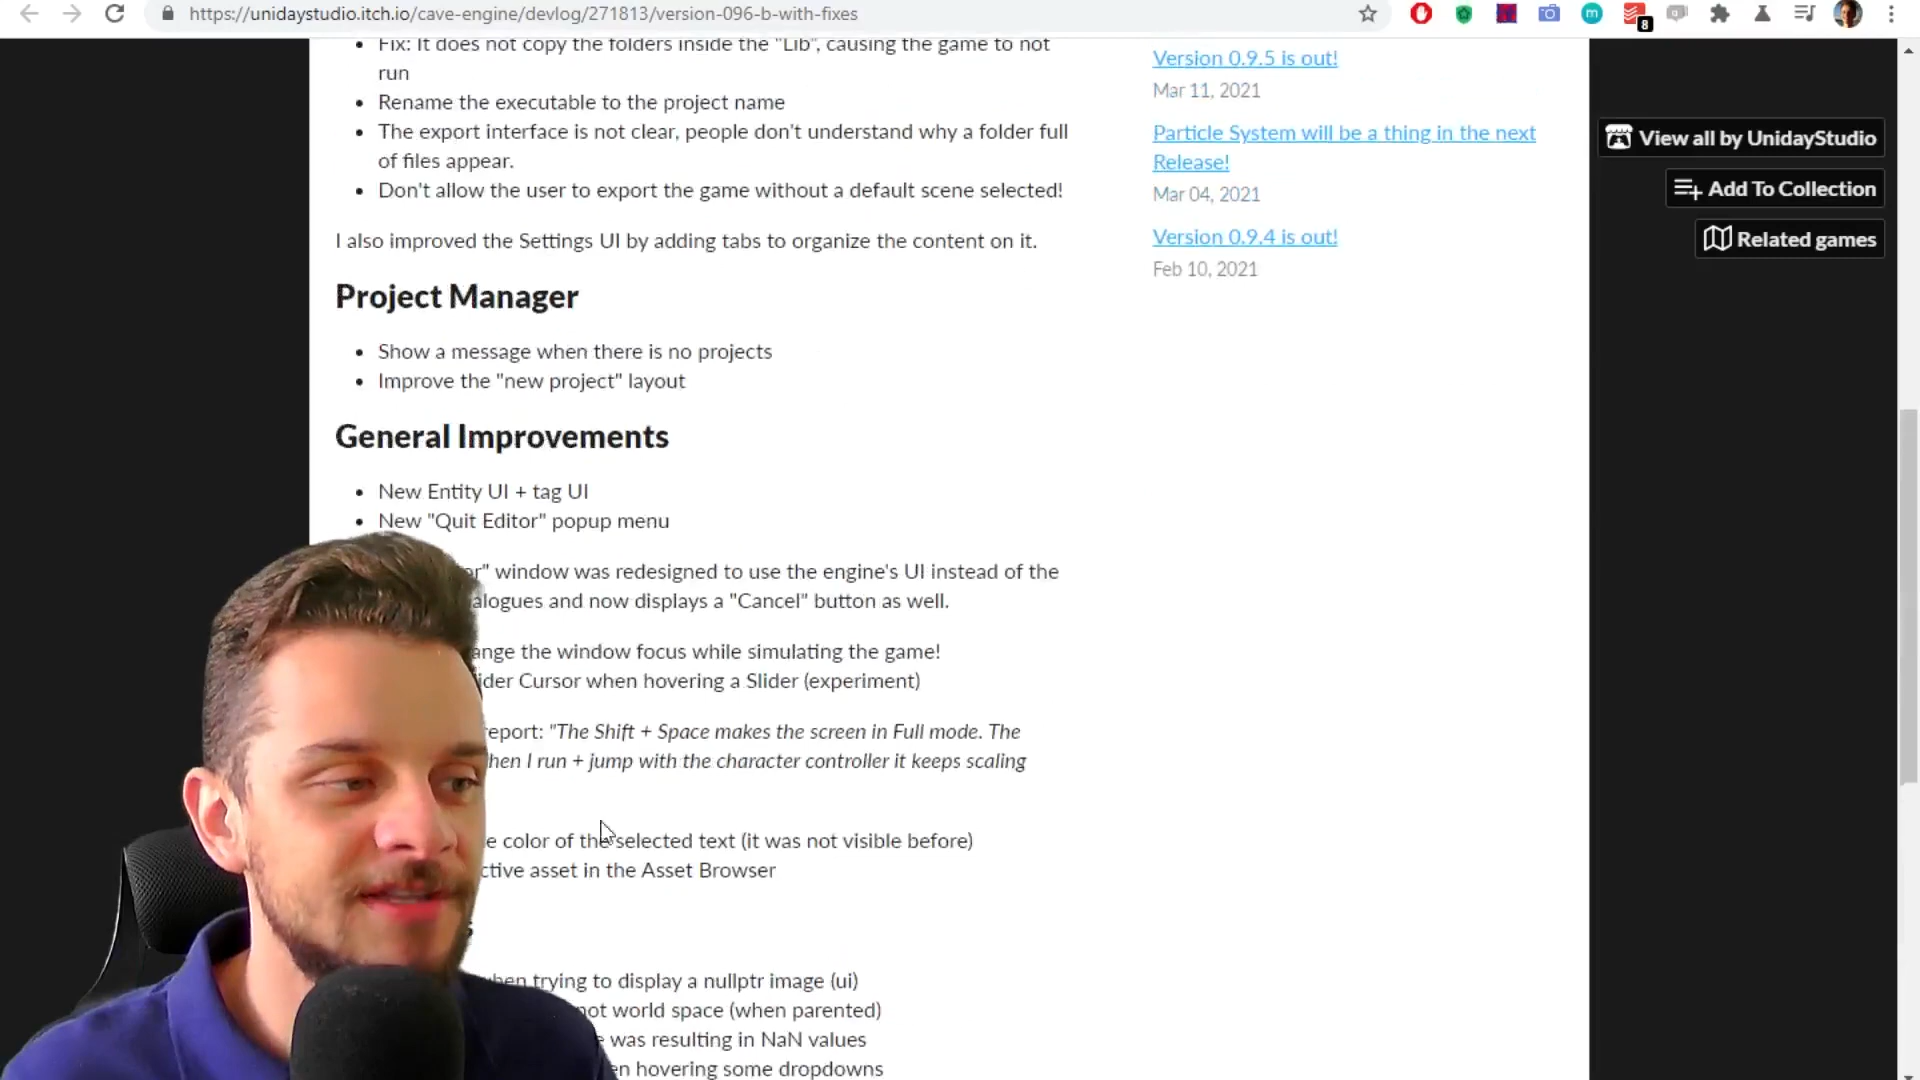 https://unidaystudio.itch.io/cave-engine/devlog/271813/version-096-b-with-fixes
8
Fix: It does not copy the folders inside the "Lib", causing the game to not
run
Rename the executable to the project name
The export interface is not clear, people don't understand why a folder full
of files appear.
Don't allow the user to export the game without a default scene selected!
I also improved the Settings UI by adding tabs to organize the content on it.
Project Manager
Show a message when there is no projects
Improve the "new project" layout
General Improvements
New Entity UI + tag UI
New "Quit Editor" popup menu
window was redesigned to use the engine's UI instead of the
and now displays a "Cancel" button as well.
the window focus while simulating the game!
Cursor when hovering a Slider (experiment)
report: "The Shift + Space makes the screen in Full mode. The
I run + jump with the character controller it keeps scaling
color of the selected text (it was not visible before)
asset in the Asset Browser
when trying to display a nullptr image (ui)
not world space (when parented)
was resulting in NaN values
hovering some dropdowns
Version 0.9.5 is out!
Mar 11, 2021
Particle System will be a thing in the next
Release!
Mar 04, 2021
Version 0.9.4 is out!
Feb 10, 2021
View all by UnidayStudio
Add To Collection
Related games